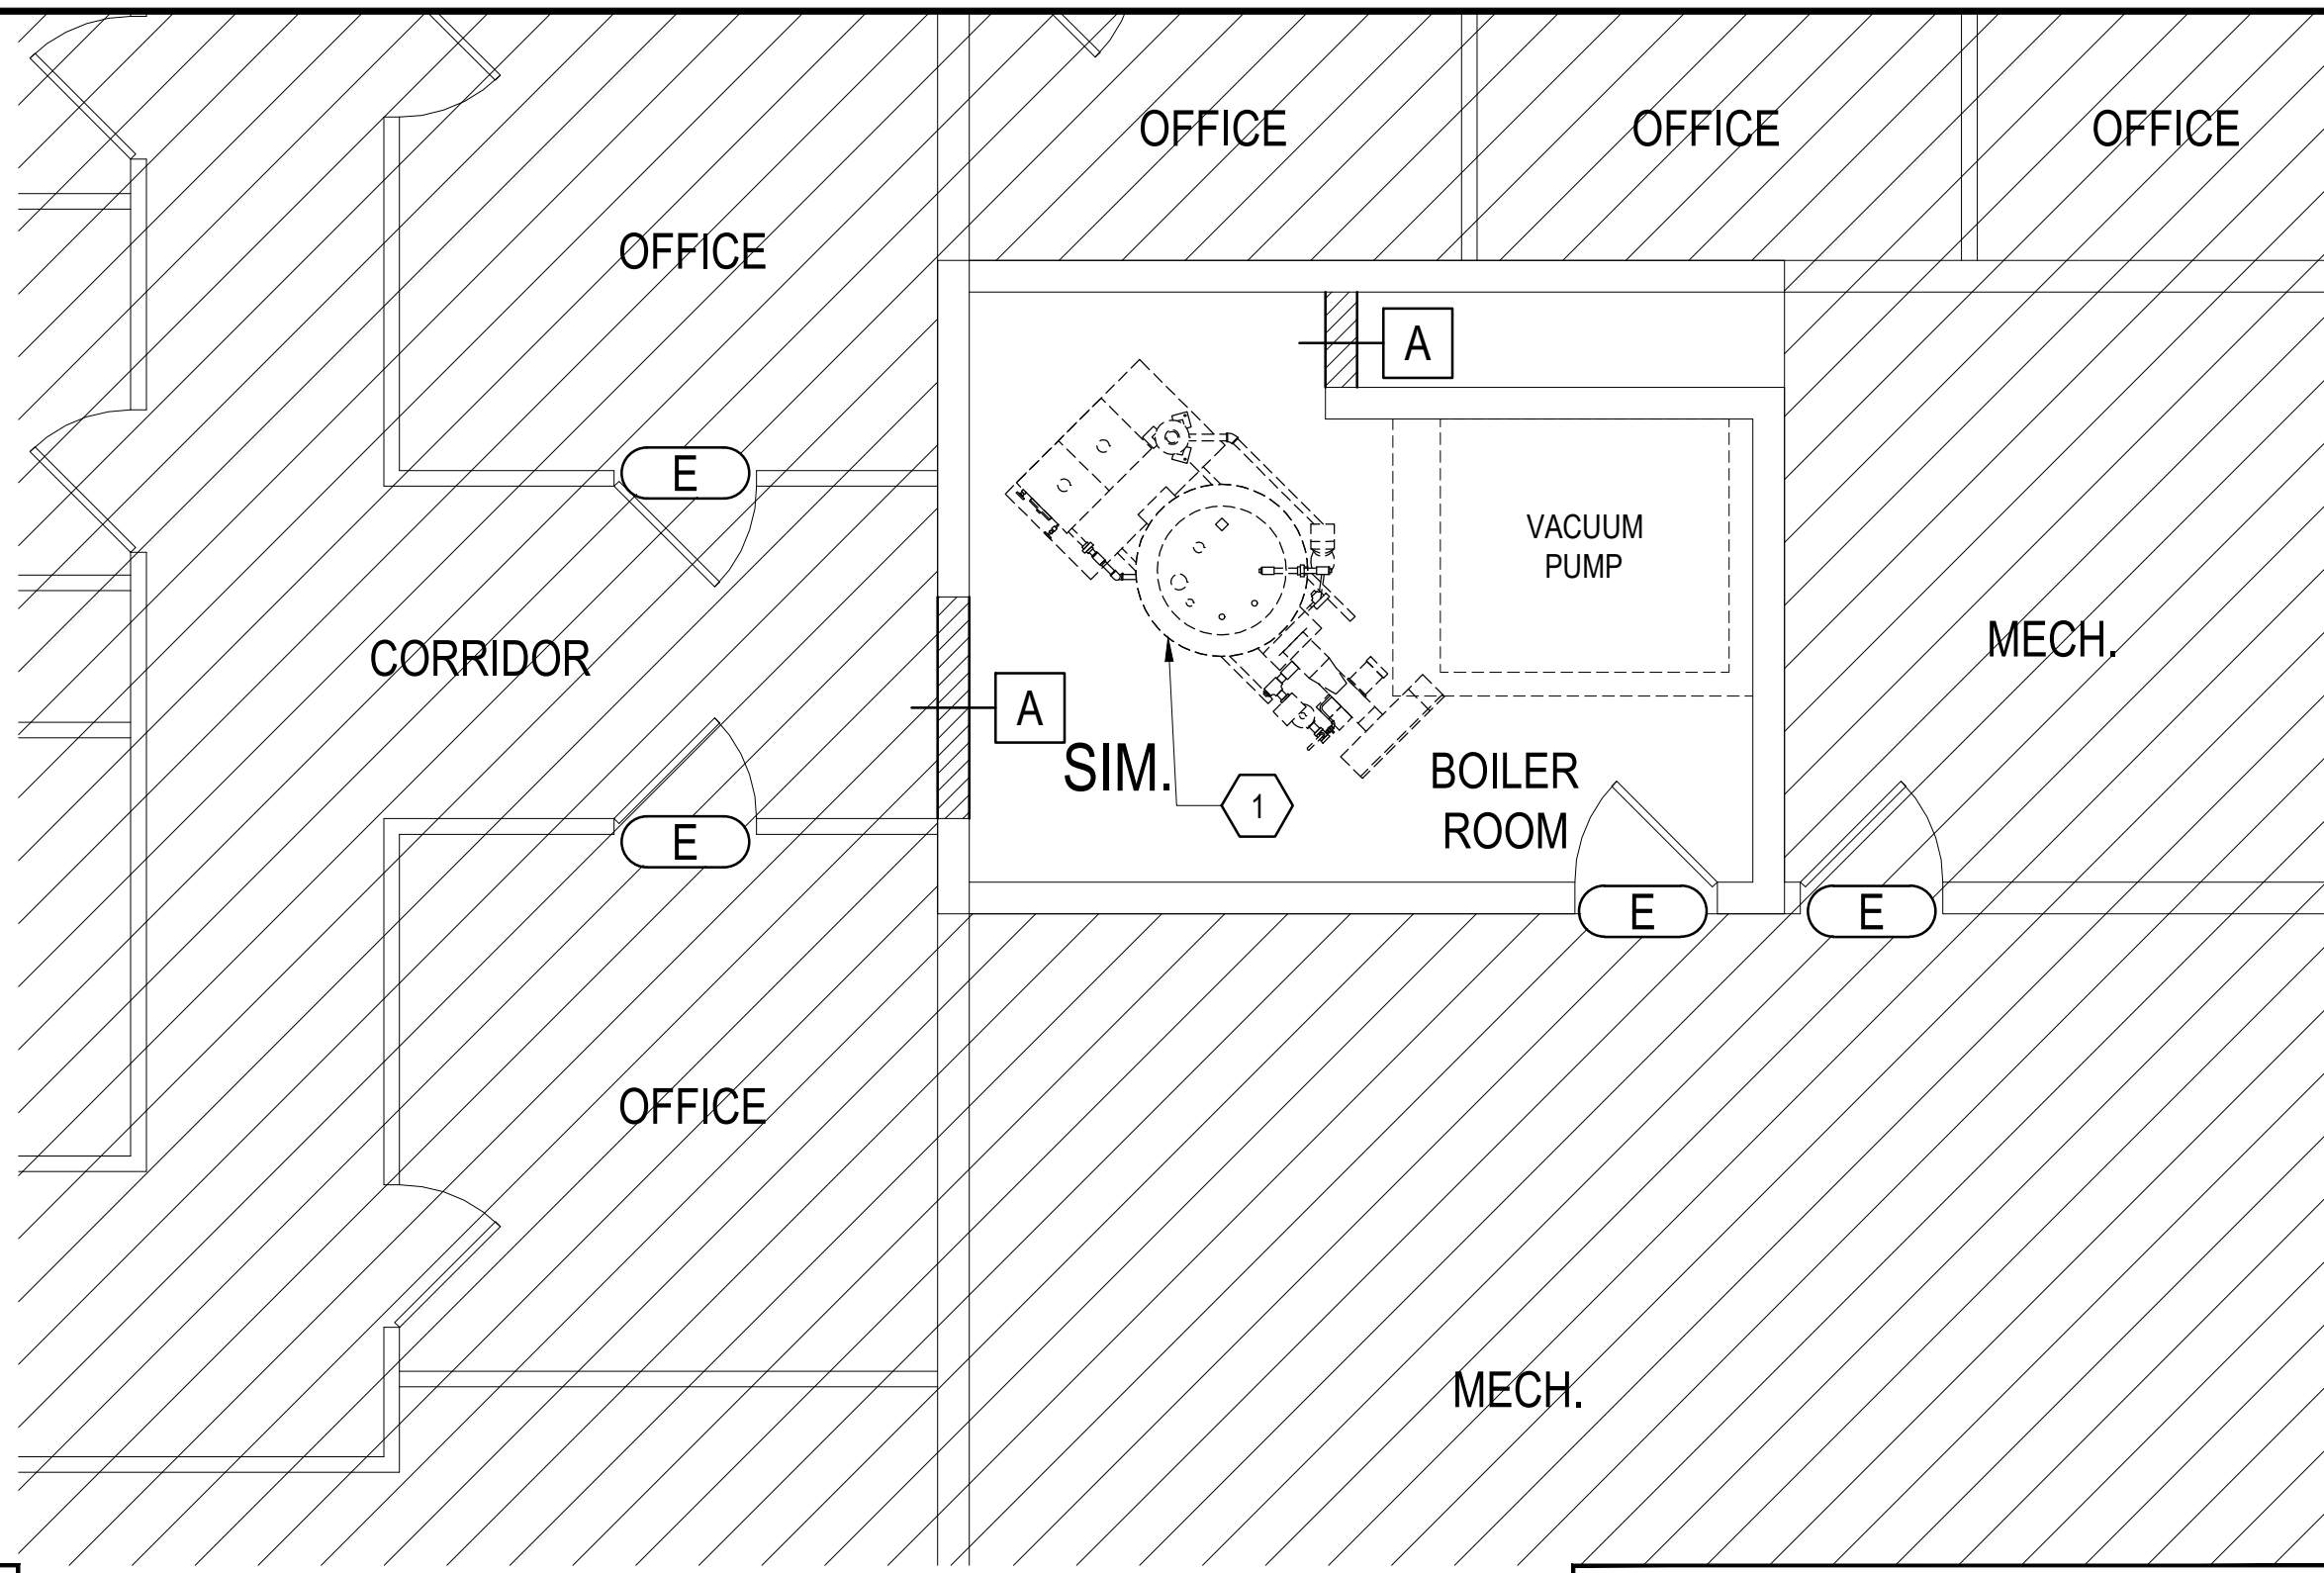 OFFICE
OFFICE
OFFICE
OFFICE
A
E
VACUUM
PUMP
CORRIDOR
MECH.
A
SIM.
1
BOILER
ROOM
E
E
E
OFFICE
MECH.